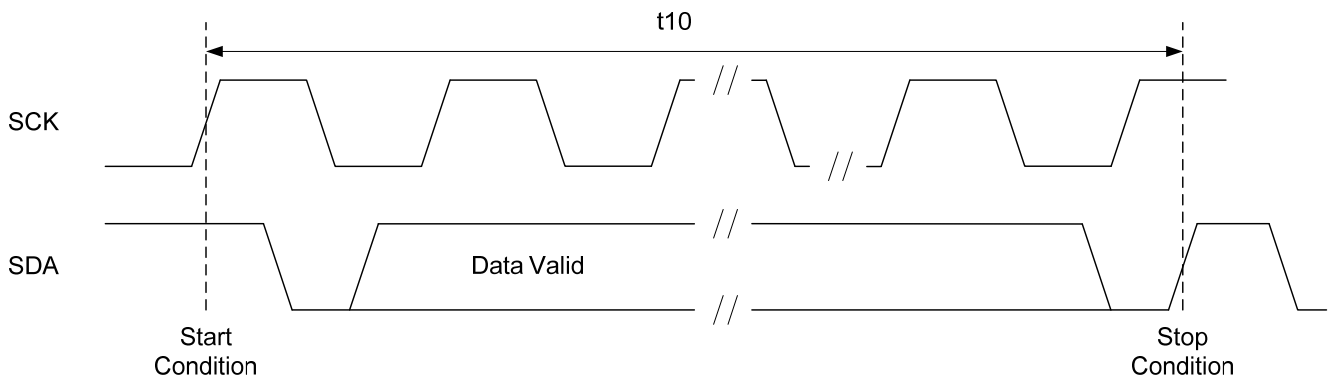 t10
SCK
SDA
Data Valid
Start
Condition
Stop
Condition